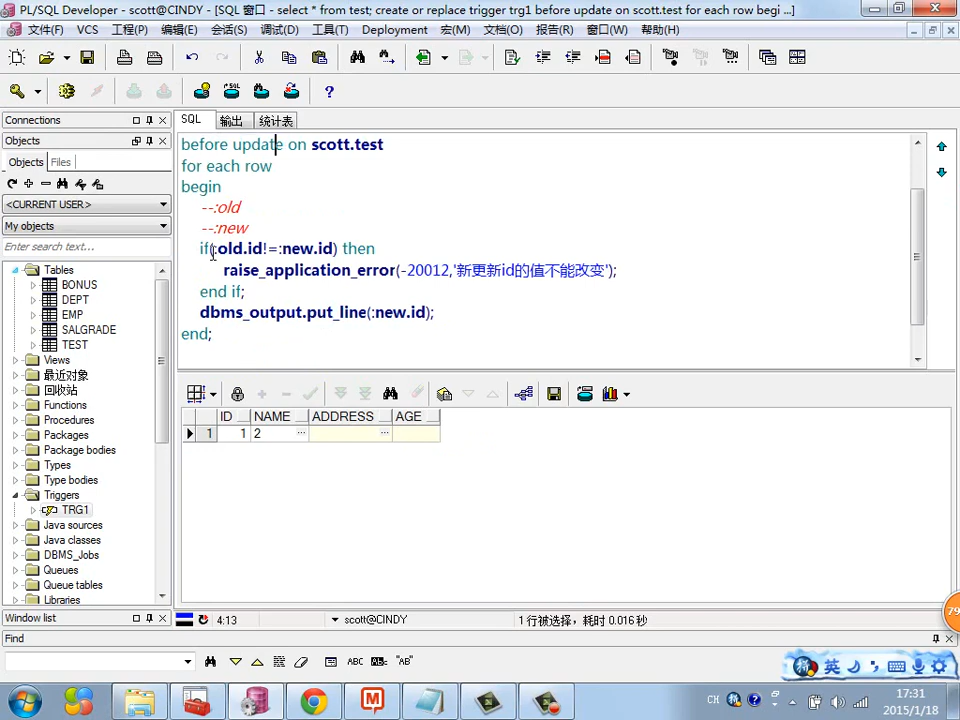 PL/SQL Developer - scott@CINDY - [SQL 窗口 - select * from test; create or replace trigger trg1 before update on scott.test for each row begi ...]
文件(F) VCS 工程(P) 编辑(E) 会话(S) 调试(D) 工具(T) Deployment 宏(M) 文档(O) 报告(R) 窗口(W) 帮助(H)
Connections
Objects
Objects Files
<CURRENT USER>
My objects
Enter search text...
Tables
BONUS
DEPT
EMP
SALGRADE
TEST
Views
最近对象
回收站
Functions
Procedures
Packages
Package bodies
Types
Type bodies
Triggers
TRG1
Java sources
Java classes
DBMS_Jobs
Queues
Queue tables
Libraries
SQL 输出 统计表
before update on scott.test
for each row
begin
--:old
--:new
if(:old.id!=:new.id) then
raise_application_error(-20012,'新更新id的值不能改变');
end if;
dbms_output.put_line(:new.id);
end;
ID NAME ADDRESS AGE
1 1 2
Window list
4:13 scott@CINDY 1 行被选择，耗时 0.016 秒
Find
ABC ABc "AB"
英
79
CH 17:31
2015/1/18